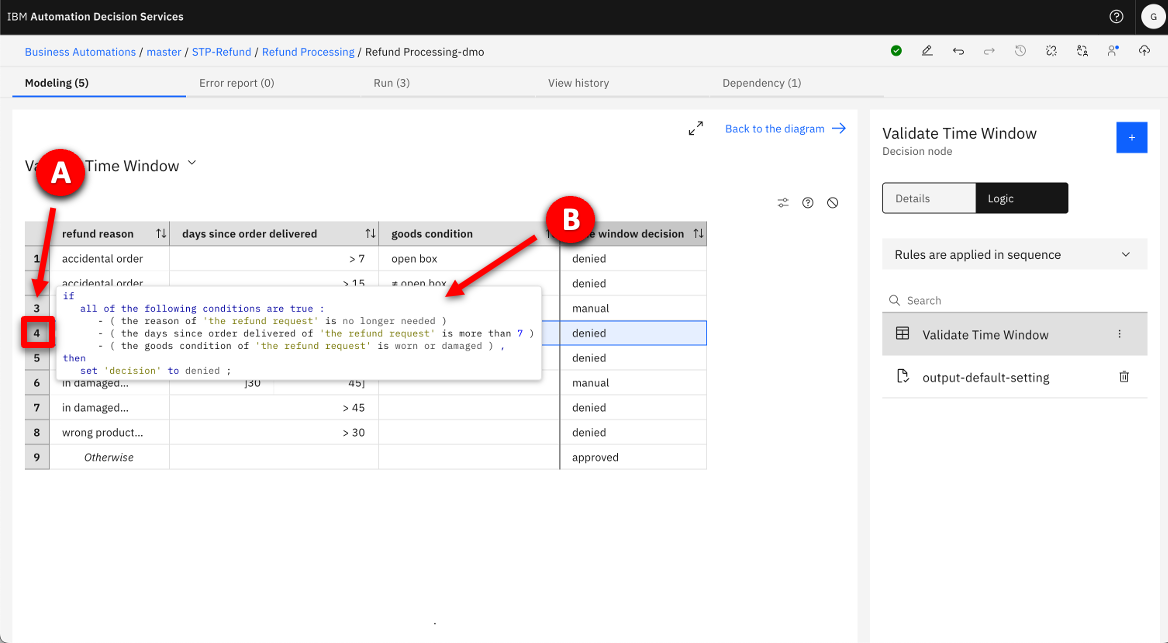 IBM Automation Decision Services
G
Business Automations / master / STP-Refund / Refund Processing / Refund Processing-dmo
Modeling (5) Error report (0) Run (3) View history Dependency (1)
Back to the diagram
Time Window
A
B
refund reason days since order delivered goods condition window decision
1 accidental order > 7 open box denied
accidental order > 15 ≠ open box denied
3 manual
4 denied
5 denied
6 in damaged... ]30 45] manual
7 in damaged... > 45 denied
8 wrong product... > 30 denied
9 Otherwise approved
if
all of the following conditions are true :
- ( the reason of 'the refund request' is no longer needed )
- ( the days since order delivered of 'the refund request' is more than 7 )
- ( the goods condition of 'the refund request' is worn or damaged ) ,
then
set 'decision' to denied ;
Validate Time Window
Decision node
+
Details Logic
Rules are applied in sequence
Search
Validate Time Window
output-default-setting